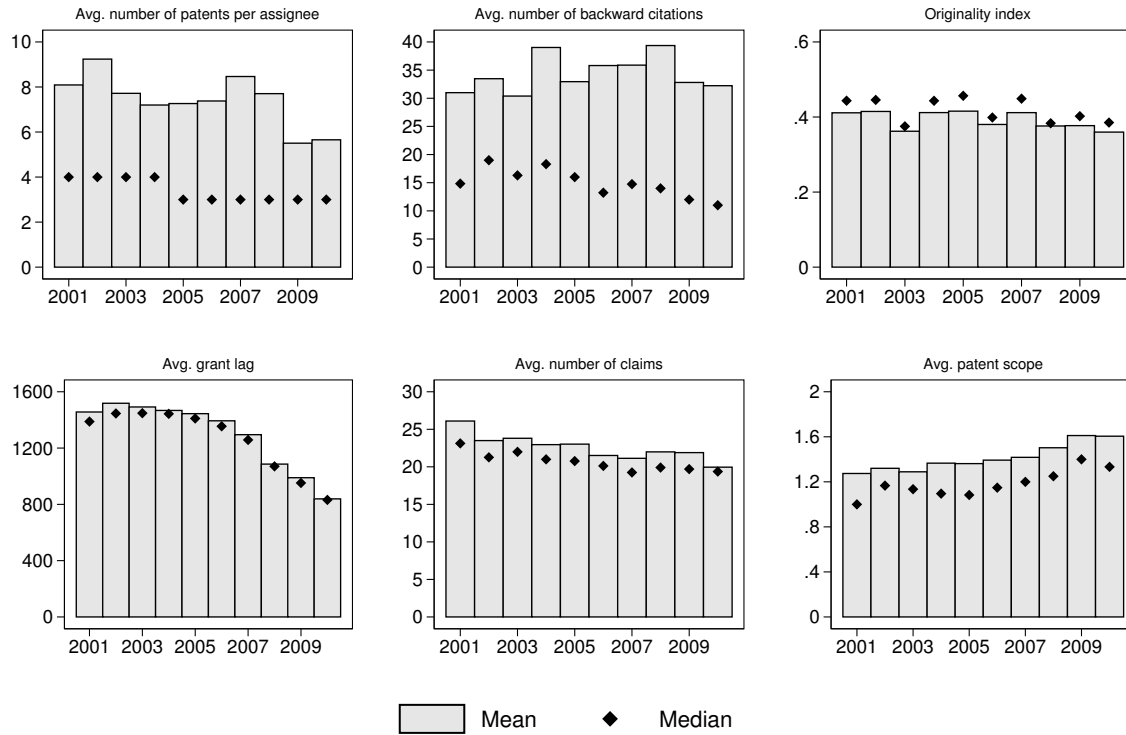 Avg. number of patents per assignee
10
8
6
4
2
0
2001 2003 2005 2007 2009
Avg. number of backward citations
40
35
30
25
20
15
10
5
0
2001 2003 2005 2007 2009
Originality index
.6
.4
.2
0
2001 2003 2005 2007 2009
Avg. grant lag
1600
1200
800
400
0
2001 2003 2005 2007 2009
Avg. number of claims
30
25
20
15
10
5
0
2001 2003 2005 2007 2009
Avg. patent scope
2
1.6
1.2
.8
.4
0
2001 2003 2005 2007 2009
Mean Median